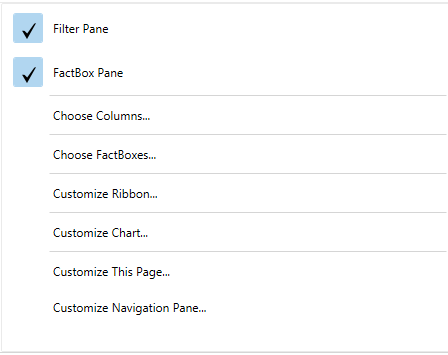 Filter Pane
FactBox Pane
Choose Columns...
Choose FactBoxes...
Customize Ribbon...
Customize Chart...
Customize This Page...
Customize Navigation Pane...